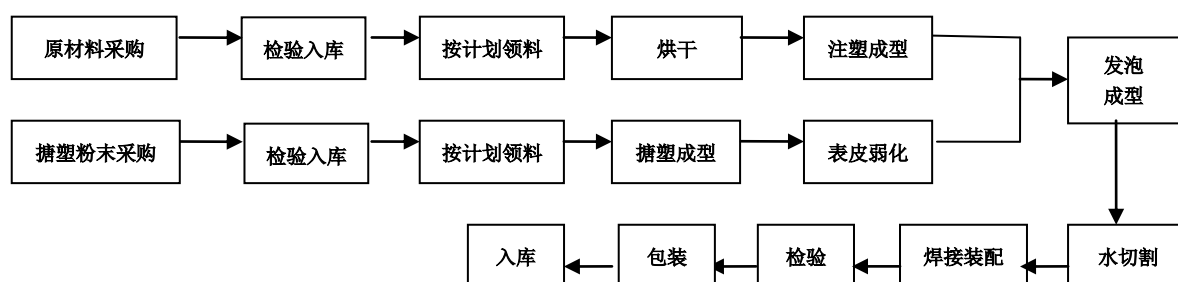 原材料采购
检验入库
按计划领料
烘干
注塑成型
发泡
成型
搪塑粉末采购
检验入库
按计划领料
搪塑成型
表皮弱化
入库
包装
检验
焊接装配
水切割